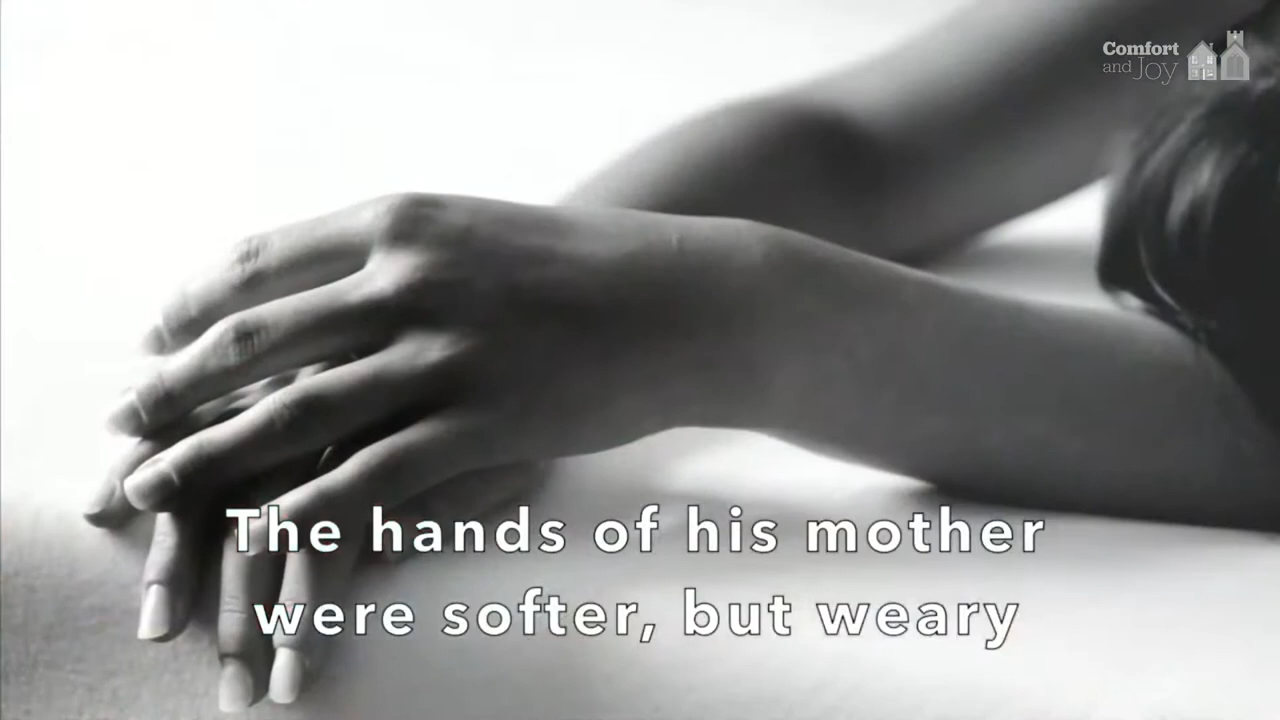 Comfort
and Joy
The hands of his mother
were softer, but weary